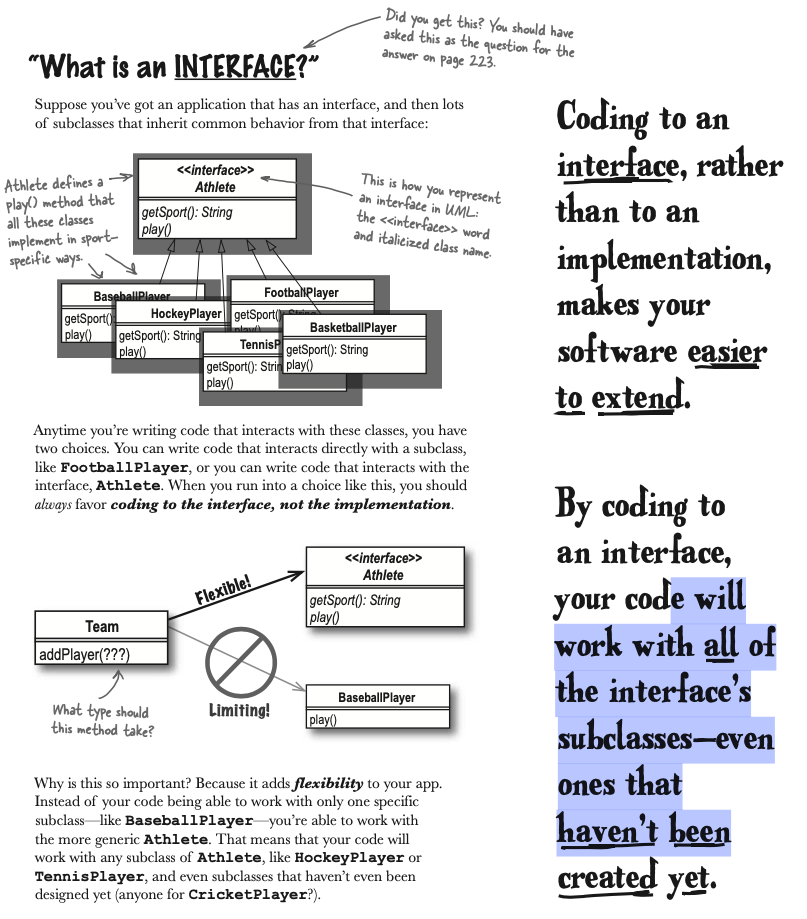 Did you get this? You should have
asked this as the question for the
answer on page 223.
“What is an INTERFACE?”
Suppose you’ve got an application that has an interface, and then lots
of subclasses that inherit common behavior from that interface:
Athlete defines a
play() method that
all these classes
implement in sport-
specific ways.
<<interface>>
Athlete
getSport(): String
play()
This is how you represent
an interface in UML:
the <<interface>> word
and italicized class name.
BaseballPlayer
getSport()
play()
HockeyPlayer
getSport(): String
play()
FootballPlayer
getSport():
play()
TennisP
getSport(): Strin
play()
BasketballPlayer
getSport(): String
play()
Anytime you’re writing code that interacts with these classes, you have
two choices. You can write code that interacts directly with a subclass,
like FootballPlayer, or you can write code that interacts with the
interface, Athlete. When you run into a choice like this, you should
always favor coding to the interface, not the implementation.
Team
addPlayer(???)
What type should
this method take?
Flexible!
Limiting!
<<interface>>
Athlete
getSport(): String
play()
BaseballPlayer
play()
Why is this so important? Because it adds flexibility to your app.
Instead of your code being able to work with only one specific
subclass—like BaseballPlayer—you’re able to work with
the more generic Athlete. That means that your code will
work with any subclass of Athlete, like HockeyPlayer or
TennisPlayer, and even subclasses that haven’t even been
designed yet (anyone for CricketPlayer?).
Coding to an
interface, rather
than to an
implementation,
makes your
software easier
to extend.
By coding to
an interface,
your code will
work with all of
the interface’s
subclasses—even
ones that
haven’t been
created yet.